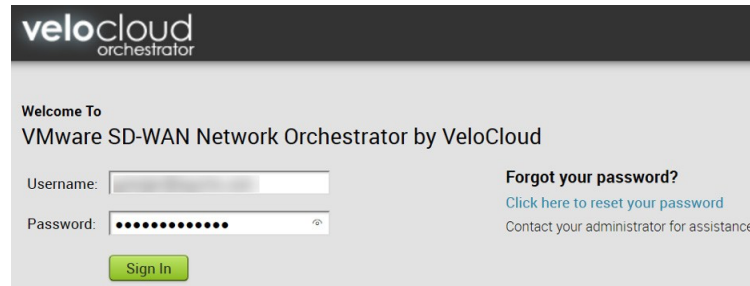 velocloud
orchestrator
Welcome To
VMware SD-WAN Network Orchestrator by VeloCloud
Username:
Password: •••••••••••••
Sign In
Forgot your password?
Click here to reset your password
Contact your administrator for assistance